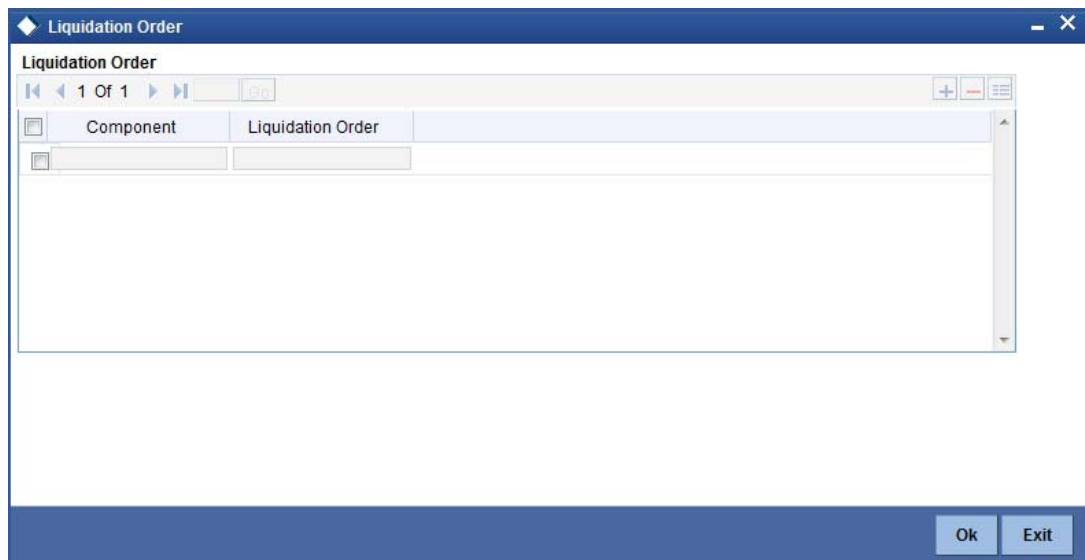 Liquidation Order
Liquidation Order
1 Of 1 Go
Component Liquidation Order
Ok Exit